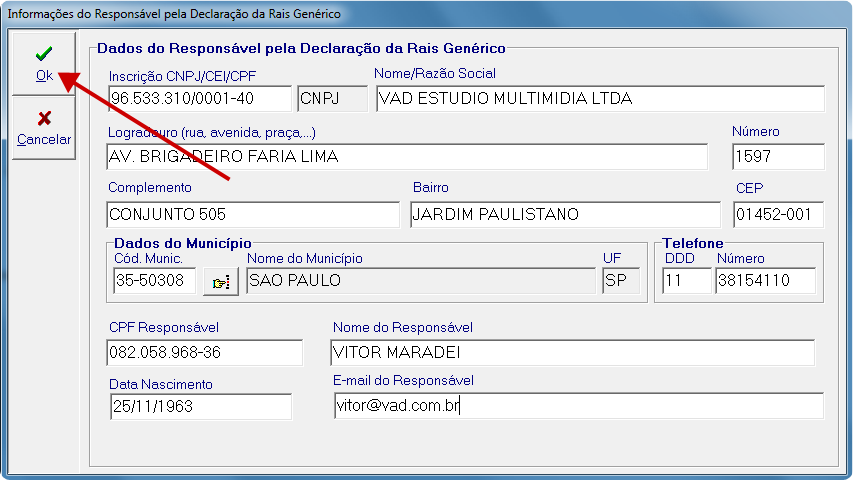 Informações do Responsável pela Declaração da Rais Genérico
Ok
Cancelar
Dados do Responsável pela Declaração da Rais Genérico
Inscrição CNPJ/CEI/CPF
Nome/Razão Social
96.533.310/0001-40
CNPJ
VAD ESTUDIO MULTIMIDIA LTDA
Logradouro (rua, avenida, praça,...)
Número
AV. BRIGADEIRO FARIA LIMA
1597
Complemento
Bairro
CEP
CONJUNTO 505
JARDIM PAULISTANO
01452-001
Dados do Município
Telefone
Cód. Munic.
Nome do Município
UF
DDD
Número
35-50308
SAO PAULO
SP
11
38154110
CPF Responsável
Nome do Responsável
082.058.968-36
VITOR MARADEI
Data Nascimento
E-mail do Responsável
25/11/1963
vitor@vad.com.br